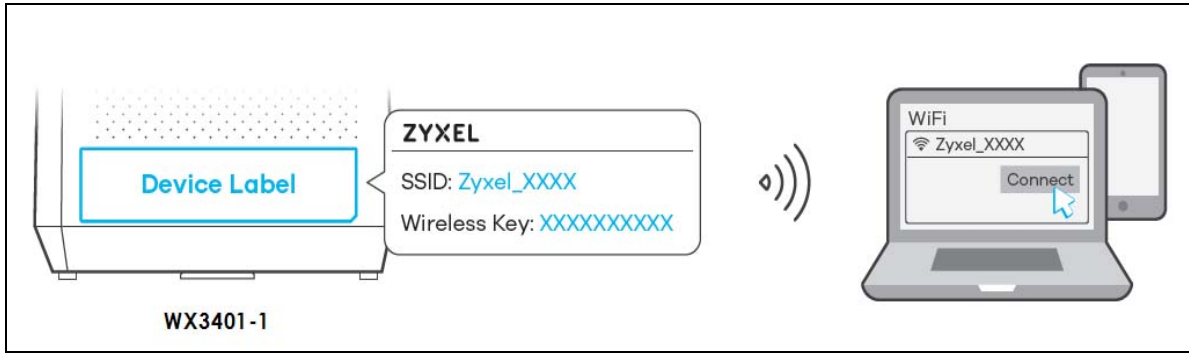 Device Label
ZYXEL
SSID: Zyxel_XXXX
Wireless Key: XXXXXXXXXX
WX3401-1
WiFi
Zyxel_XXXX
Connect